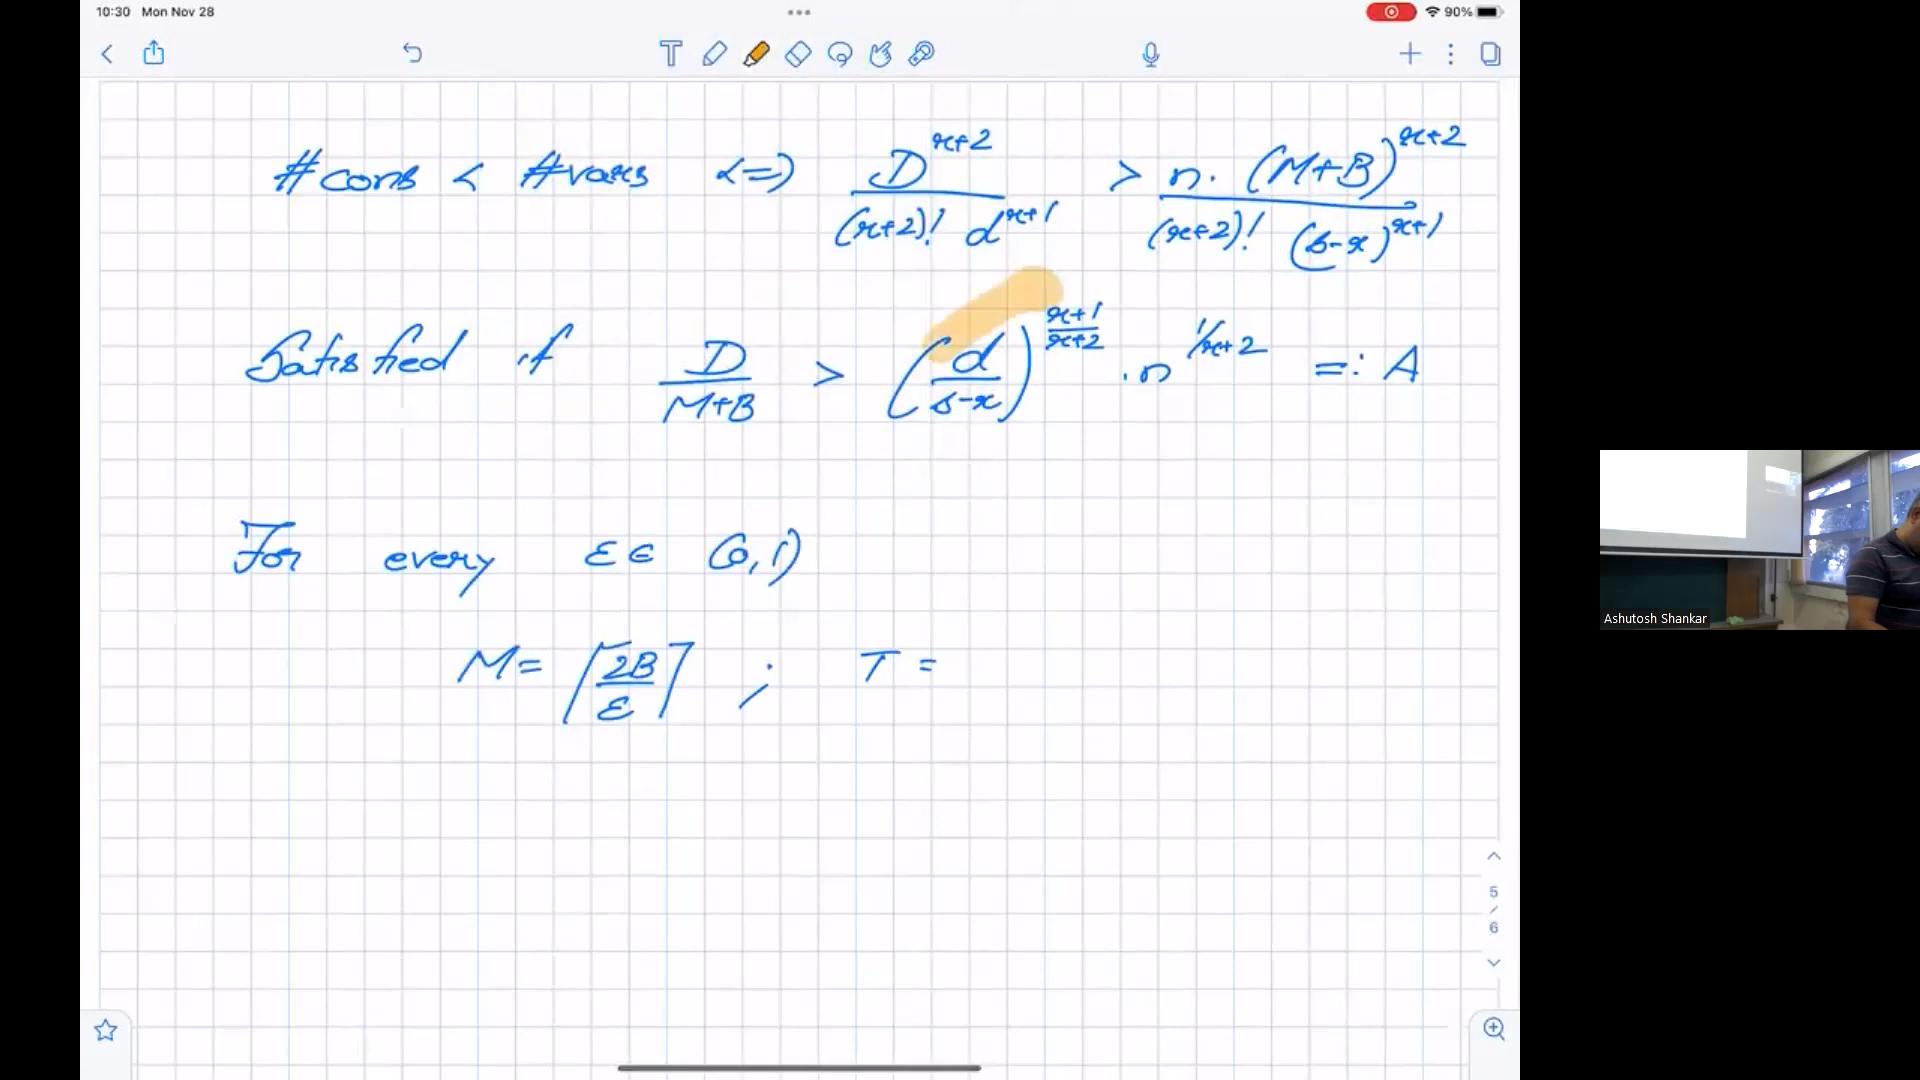 10:30 Mon Nov 28
90%
#cons < #vars <=> D^{r+2} / (r+2)! d^{r+1} > n. (M+B)^{r+2} / (r+2)! (s-r)^{r+1}
Satisfied if D / M+B > (d / s-r)^{r+1 / r+2} . n^{1/r+2} =: A
For every ε ∈ (0,1)
M = ⌈2B / ε⌉ ; T =
5 / 6
Ashutosh Shankar